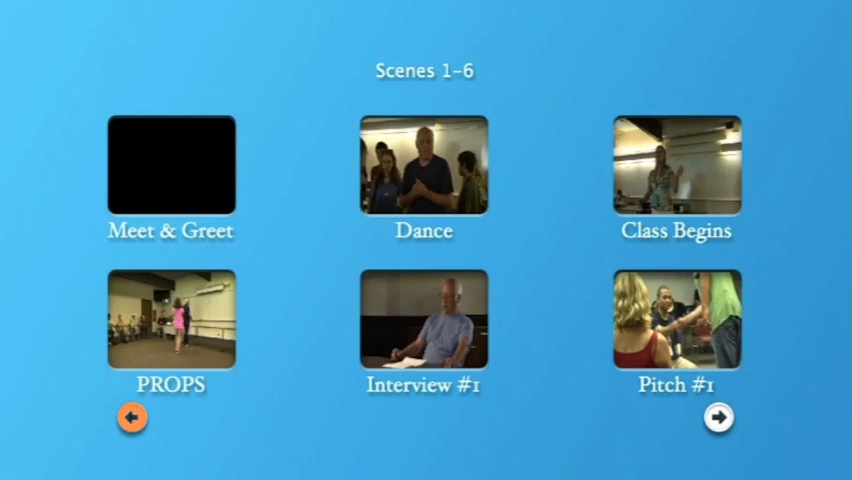 Scenes 1-6
Meet & Greet
Dance
Class Begins
PROPS
Interview #1
Pitch #1